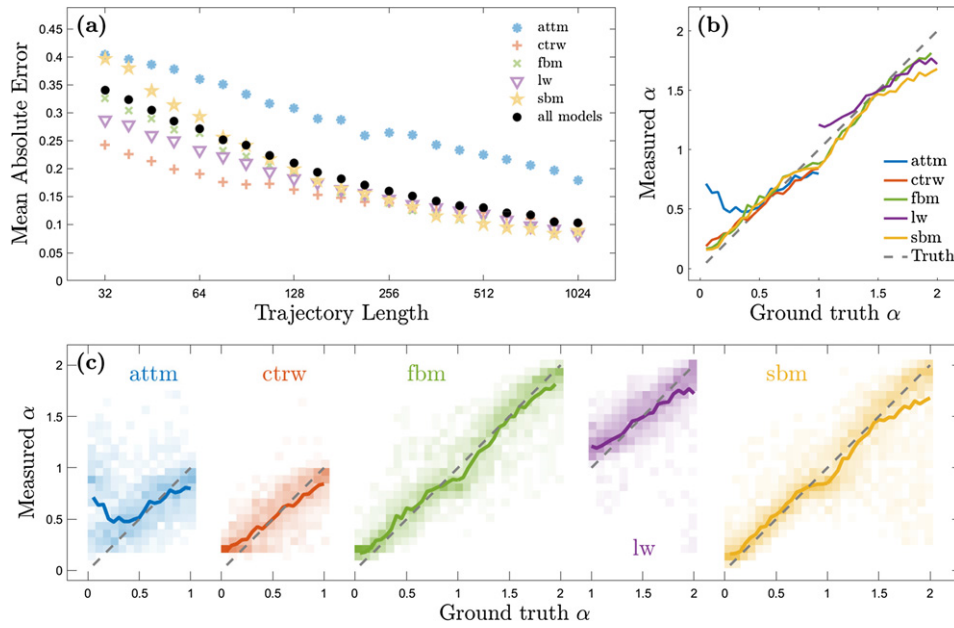 (a)
Mean Absolute Error
0.45
0.4
0.35
0.3
0.25
0.2
0.15
0.1
0.05
0
32
64
128
256
512
1024
Trajectory Length
attm
ctrw
fbm
lw
sbm
all models
(b)
Measured α
2
1.5
1
0.5
0
0
0.5
1
1.5
2
Ground truth α
attm
ctrw
fbm
lw
sbm
Truth
(c)
Measured α
2
1.5
1
0.5
0
attm
ctrw
fbm
lw
sbm
0
0.5
1
0
0.5
1
0
0.5
1
1.5
2
1
1.5
2
0
0.5
1
1.5
2
Ground truth α